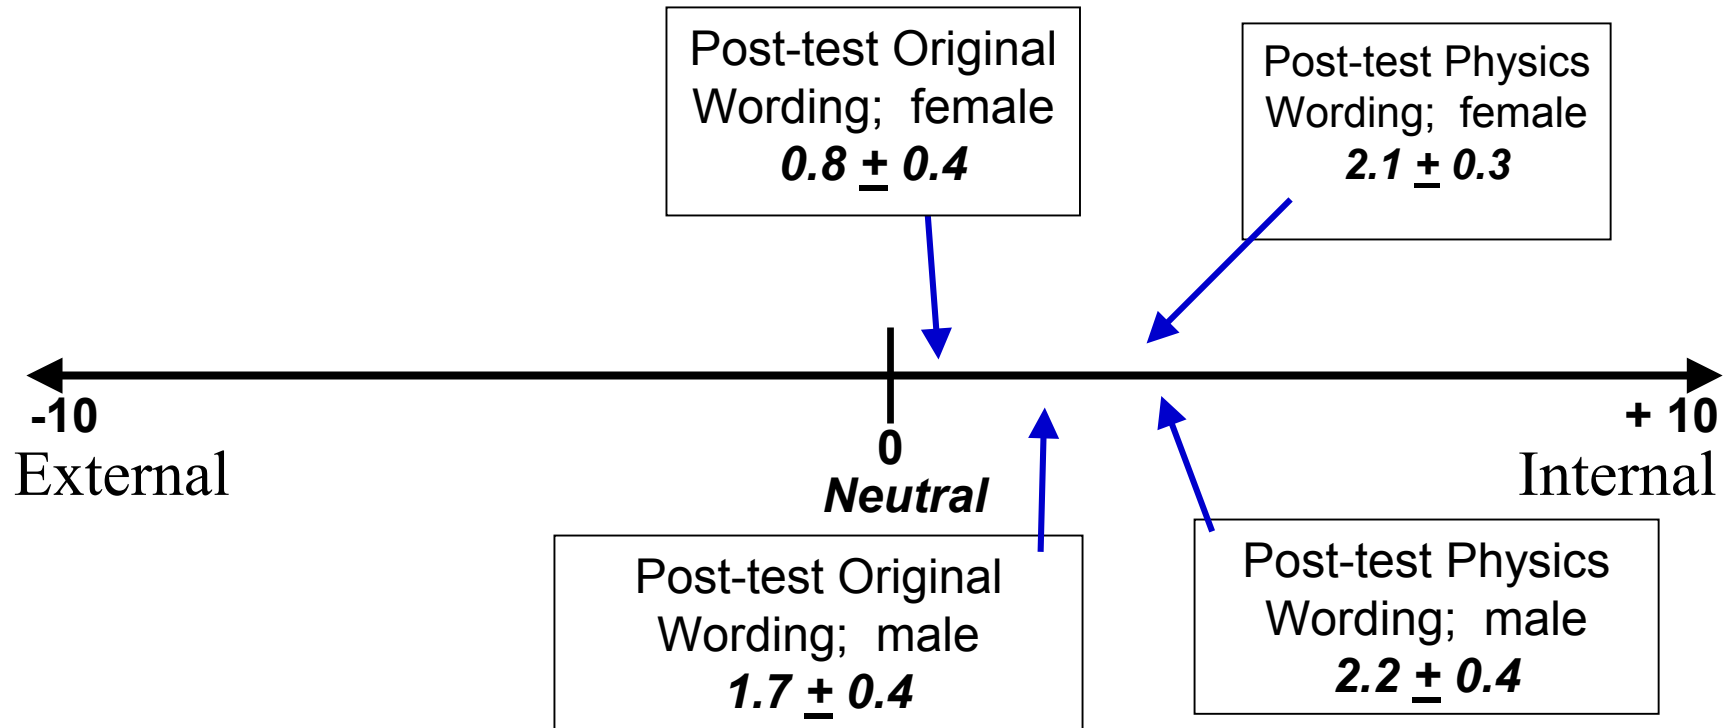 Post-test Original
Wording;  female
0.8 ± 0.4
Post-test Physics
Wording;  female
2.1 ± 0.3
-10
External
0
Neutral
+ 10
Internal
Post-test Original
Wording;  male
1.7 ± 0.4
Post-test Physics
Wording;  male
2.2 ± 0.4